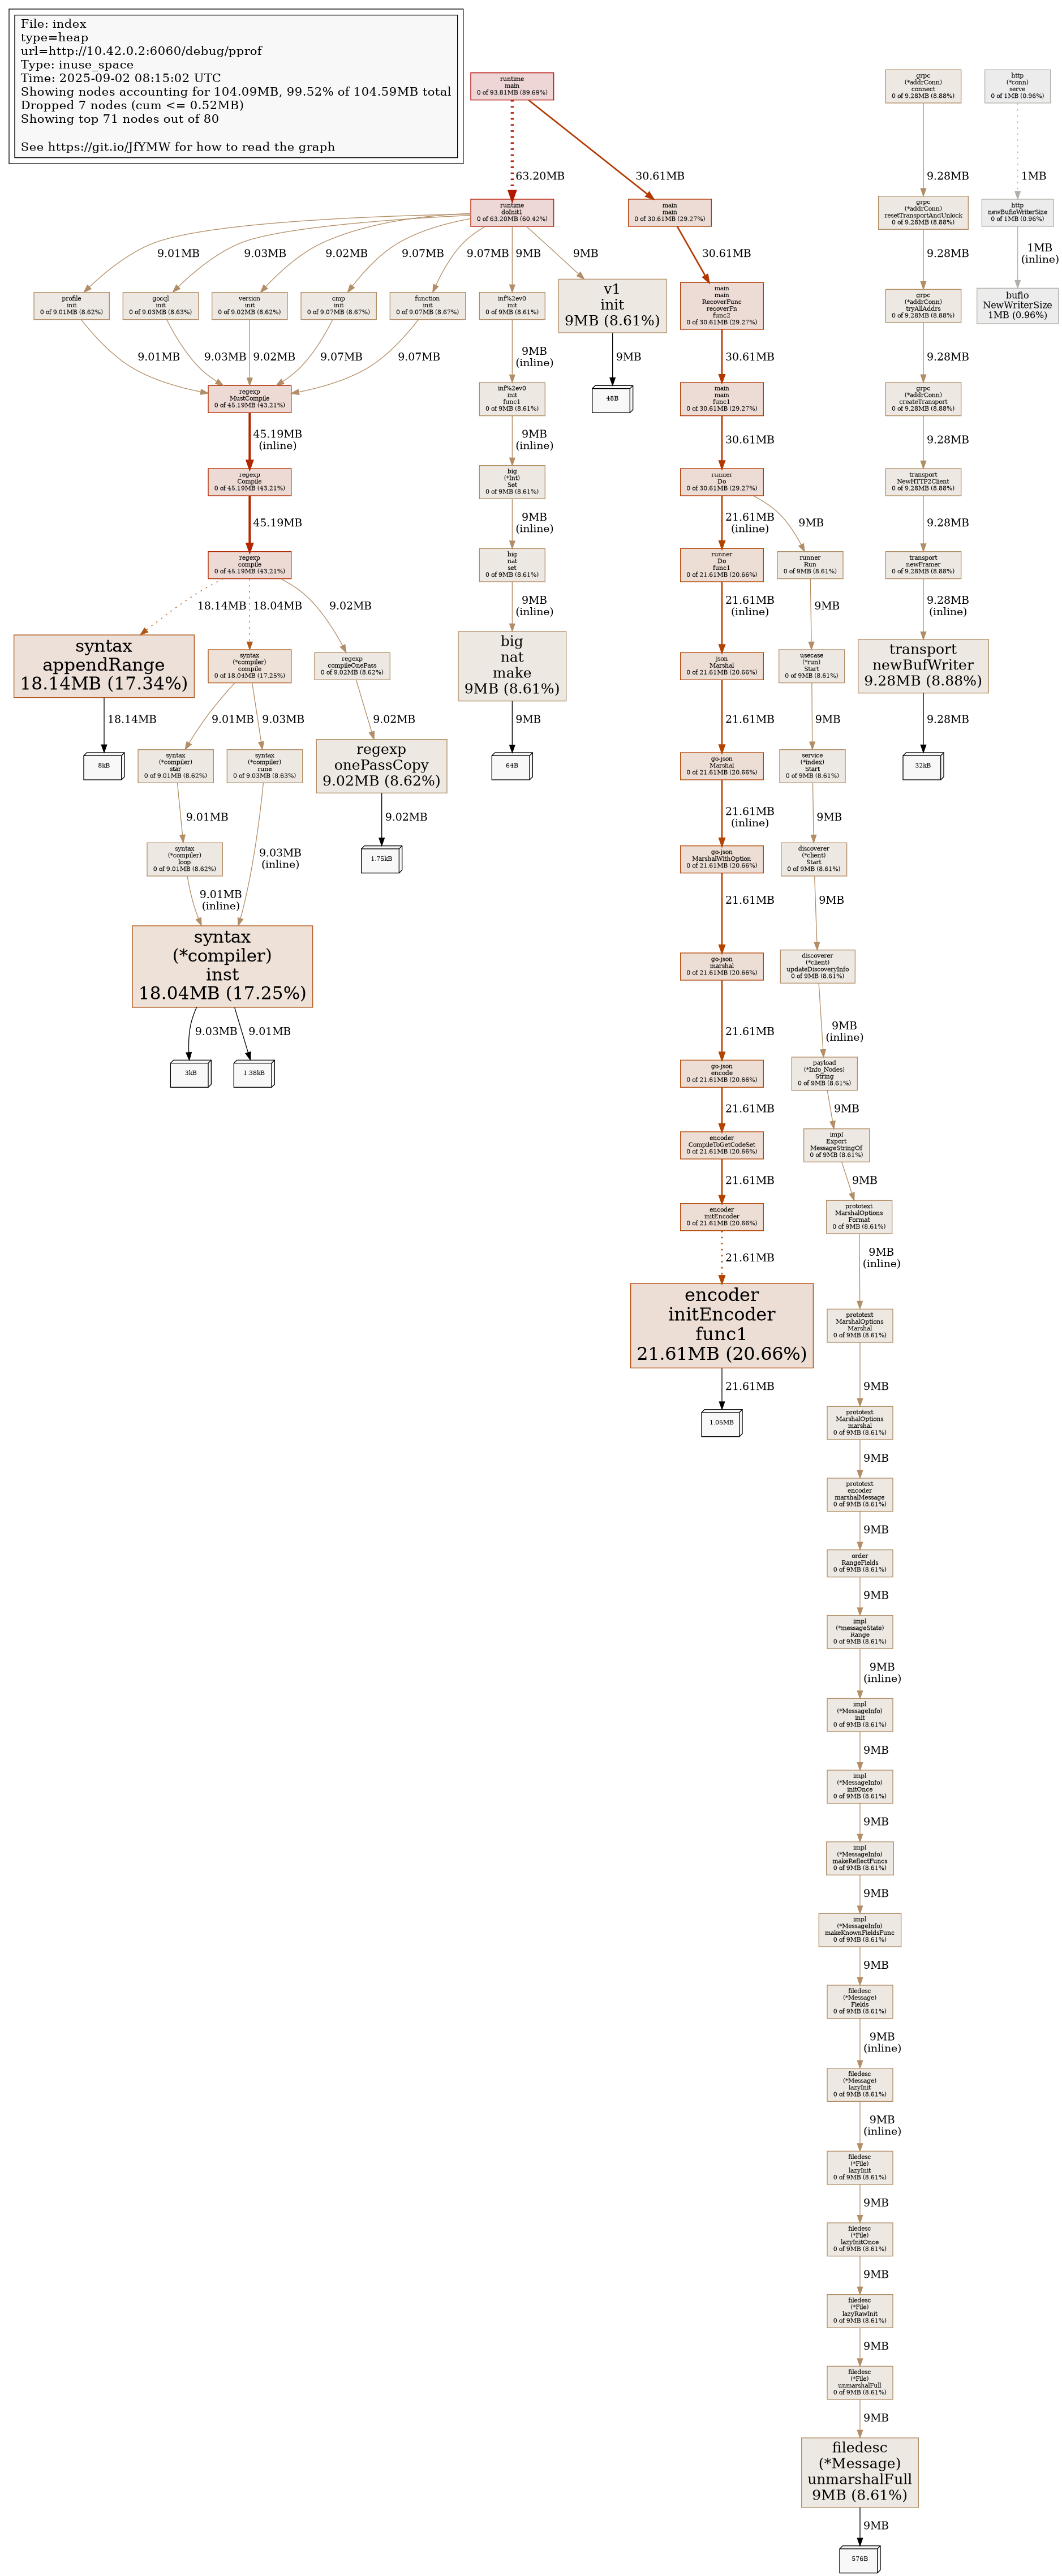 File: index
type=heap
url=http://10.42.0.2:6060/debug/pprof
Type: inuse_space
Time: 2025-09-02 08:15:02 UTC
Showing nodes accounting for 104.09MB, 99.52% of 104.59MB total
Dropped 7 nodes (cum <= 0.52MB)
Showing top 71 nodes out of 80
See https://git.io/JfYMW for how to read the graph
runtime
main
0 of 93.81MB (89.69%)
grpc
(*addrConn)
connect
0 of 9.28MB (8.88%)
http
(*conn)
serve
0 of 1MB (0.96%)
63.20MB
30.61MB
9.28MB
1MB
runtime
doInit1
0 of 63.20MB (60.42%)
main
main
0 of 30.61MB (29.27%)
grpc
(*addrConn)
resetTransportAndUnlock
0 of 9.28MB (8.88%)
http
newBufioWriterSize
0 of 1MB (0.96%)
9.01MB
9.03MB
9.02MB
9.07MB
9.07MB
9MB
9MB
30.61MB
9.28MB
1MB
(inline)
profile
init
0 of 9.01MB (8.62%)
gocql
init
0 of 9.03MB (8.63%)
version
init
0 of 9.02MB (8.62%)
cmp
init
0 of 9.07MB (8.67%)
function
init
0 of 9.07MB (8.67%)
inf%2ev0
init
0 of 9MB (8.61%)
v1
init
9MB (8.61%)
main
main
RecoverFunc
recoverFn
func2
0 of 30.61MB (29.27%)
grpc
(*addrConn)
tryAllAddrs
0 of 9.28MB (8.88%)
bufio
NewWriterSize
1MB (0.96%)
9.01MB
9.03MB
9.02MB
9.07MB
9.07MB
9MB
(inline)
9MB
30.61MB
9.28MB
regexp
MustCompile
0 of 45.19MB (43.21%)
inf%2ev0
init
func1
0 of 9MB (8.61%)
48B
main
main
func1
0 of 30.61MB (29.27%)
grpc
(*addrConn)
createTransport
0 of 9.28MB (8.88%)
45.19MB
(inline)
9MB
(inline)
30.61MB
9.28MB
regexp
Compile
0 of 45.19MB (43.21%)
big
(*Int)
Set
0 of 9MB (8.61%)
runner
Do
0 of 30.61MB (29.27%)
transport
NewHTTP2Client
0 of 9.28MB (8.88%)
45.19MB
9MB
(inline)
21.61MB
(inline)
9MB
9.28MB
regexp
compile
0 of 45.19MB (43.21%)
big
nat
set
0 of 9MB (8.61%)
runner
Do
func1
0 of 21.61MB (20.66%)
runner
Run
0 of 9MB (8.61%)
transport
newFramer
0 of 9.28MB (8.88%)
18.14MB
18.04MB
9.02MB
9MB
(inline)
21.61MB
(inline)
9MB
9.28MB
(inline)
syntax
appendRange
18.14MB (17.34%)
syntax
(*compiler)
compile
0 of 18.04MB (17.25%)
regexp
compileOnePass
0 of 9.02MB (8.62%)
big
nat
make
9MB (8.61%)
json
Marshal
0 of 21.61MB (20.66%)
usecase
(*run)
Start
0 of 9MB (8.61%)
transport
newBufWriter
9.28MB (8.88%)
18.14MB
9.01MB
9.03MB
9.02MB
9MB
21.61MB
9MB
9.28MB
8kB
syntax
(*compiler)
star
0 of 9.01MB (8.62%)
syntax
(*compiler)
rune
0 of 9.03MB (8.63%)
regexp
onePassCopy
9.02MB (8.62%)
64B
go-json
Marshal
0 of 21.61MB (20.66%)
service
(*index)
Start
0 of 9MB (8.61%)
32kB
9.01MB
9.03MB
(inline)
9.02MB
21.61MB
(inline)
9MB
syntax
(*compiler)
loop
0 of 9.01MB (8.62%)
1.75kB
go-json
MarshalWithOption
0 of 21.61MB (20.66%)
discoverer
(*client)
Start
0 of 9MB (8.61%)
9.01MB
(inline)
21.61MB
9MB
syntax
(*compiler)
inst
18.04MB (17.25%)
go-json
marshal
0 of 21.61MB (20.66%)
discoverer
(*client)
updateDiscoveryInfo
0 of 9MB (8.61%)
9.03MB
9.01MB
21.61MB
9MB
(inline)
3kB
1.38kB
go-json
encode
0 of 21.61MB (20.66%)
payload
(*Info_Nodes)
String
0 of 9MB (8.61%)
21.61MB
9MB
encoder
CompileToGetCodeSet
0 of 21.61MB (20.66%)
impl
Export
MessageStringOf
0 of 9MB (8.61%)
21.61MB
9MB
encoder
initEncoder
0 of 21.61MB (20.66%)
prototext
MarshalOptions
Format
0 of 9MB (8.61%)
21.61MB
9MB
(inline)
encoder
initEncoder
func1
21.61MB (20.66%)
prototext
MarshalOptions
Marshal
0 of 9MB (8.61%)
21.61MB
9MB
1.05MB
prototext
MarshalOptions
marshal
0 of 9MB (8.61%)
9MB
prototext
encoder
marshalMessage
0 of 9MB (8.61%)
9MB
order
RangeFields
0 of 9MB (8.61%)
9MB
impl
(*messageState)
Range
0 of 9MB (8.61%)
9MB
(inline)
impl
(*MessageInfo)
init
0 of 9MB (8.61%)
9MB
impl
(*MessageInfo)
initOnce
0 of 9MB (8.61%)
9MB
impl
(*MessageInfo)
makeReflectFuncs
0 of 9MB (8.61%)
9MB
impl
(*MessageInfo)
makeKnownFieldsFunc
0 of 9MB (8.61%)
9MB
filedesc
(*Message)
Fields
0 of 9MB (8.61%)
9MB
(inline)
filedesc
(*Message)
lazyInit
0 of 9MB (8.61%)
9MB
(inline)
filedesc
(*File)
lazyInit
0 of 9MB (8.61%)
9MB
filedesc
(*File)
lazyInitOnce
0 of 9MB (8.61%)
9MB
filedesc
(*File)
lazyRawInit
0 of 9MB (8.61%)
9MB
filedesc
(*File)
unmarshalFull
0 of 9MB (8.61%)
9MB
filedesc
(*Message)
unmarshalFull
9MB (8.61%)
9MB
576B